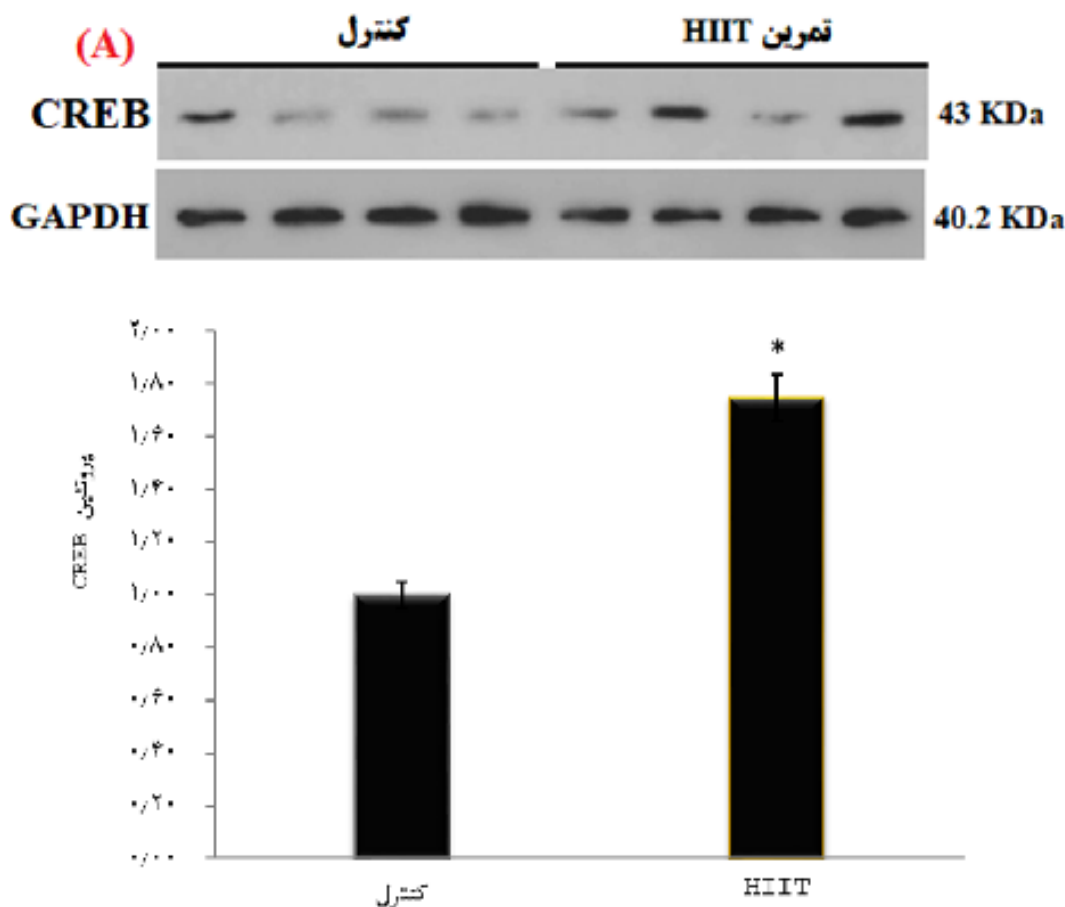 (A)
کنترل
تمرین HIIT
CREB
43 KDa
GAPDH
40.2 KDa
۲/۰۰
*
۱/۸۰
۱/۶۰
۱/۴۰
۱/۲۰
۱/۰۰
۰/۸۰
۰/۶۰
۰/۴۰
۰/۲۰
۰/۰۰
پروتئین CREB
کنترل
HIIT